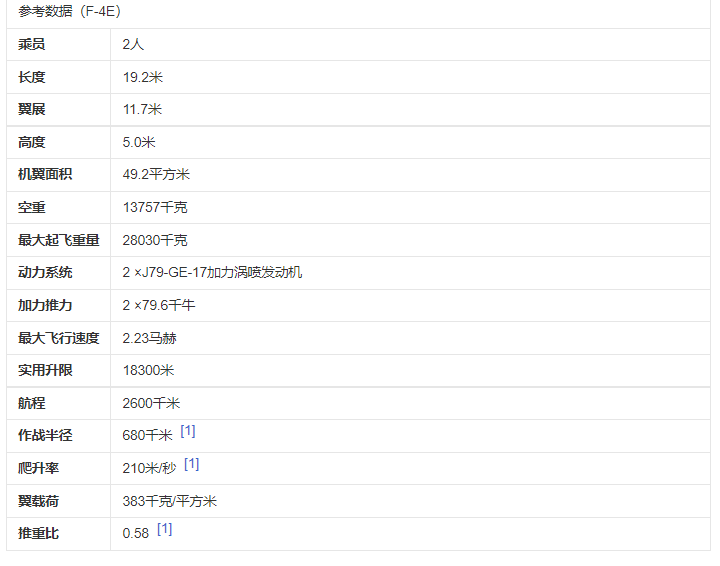 参考数据（F-4E）
乘员 2人
长度 19.2米
翼展 11.7米
高度 5.0米
机翼面积 49.2平方米
空重 13757千克
最大起飞重量 28030千克
动力系统 2 ×J79-GE-17加力涡喷发动机
加力推力 2 ×79.6千牛
最大飞行速度 2.23马赫
实用升限 18300米
航程 2600千米
作战半径 680千米 [1]
爬升率 210米/秒 [1]
翼载荷 383千克/平方米
推重比 0.58 [1]